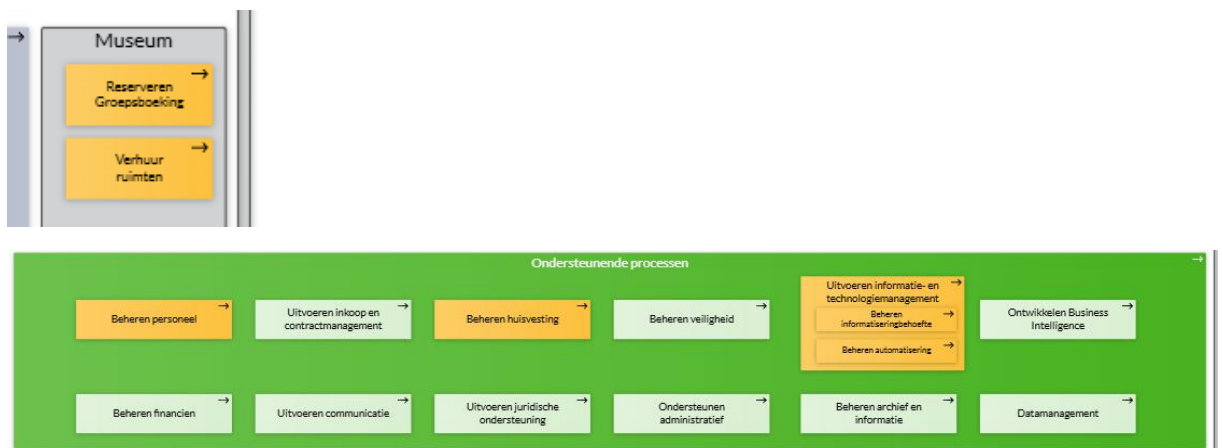 Museum
Reserveren
Groepsboeking
Verhuur
ruimten
Ondersteunende processen
Beheren personeel
Uitvoeren inkoop en
contractmanagement
Beheren huisvesting
Beheren veiligheid
Uitvoeren informatie- en
technologiemanagement
Beheren
informatiseringbehoefte
Beheren automatisering
Ontwikkelen Business
Intelligence
Beheren financien
Uitvoeren communicatie
Uitvoeren juridische
ondersteuning
Ondersteunen
administratief
Beheren archief en
informatie
Datamanagement